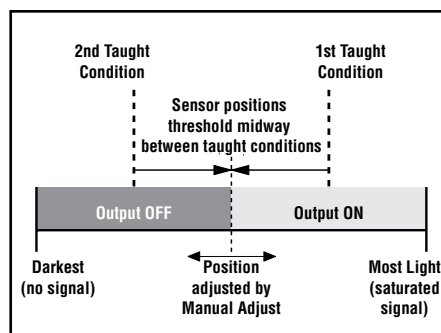 2nd Taught
Condition
1st Taught
Condition
Sensor positions
threshold midway
between taught conditions
Output OFF
Output ON
Darkest
(no signal)
Position
adjusted by
Manual Adjust
Most Light
(saturated
signal)